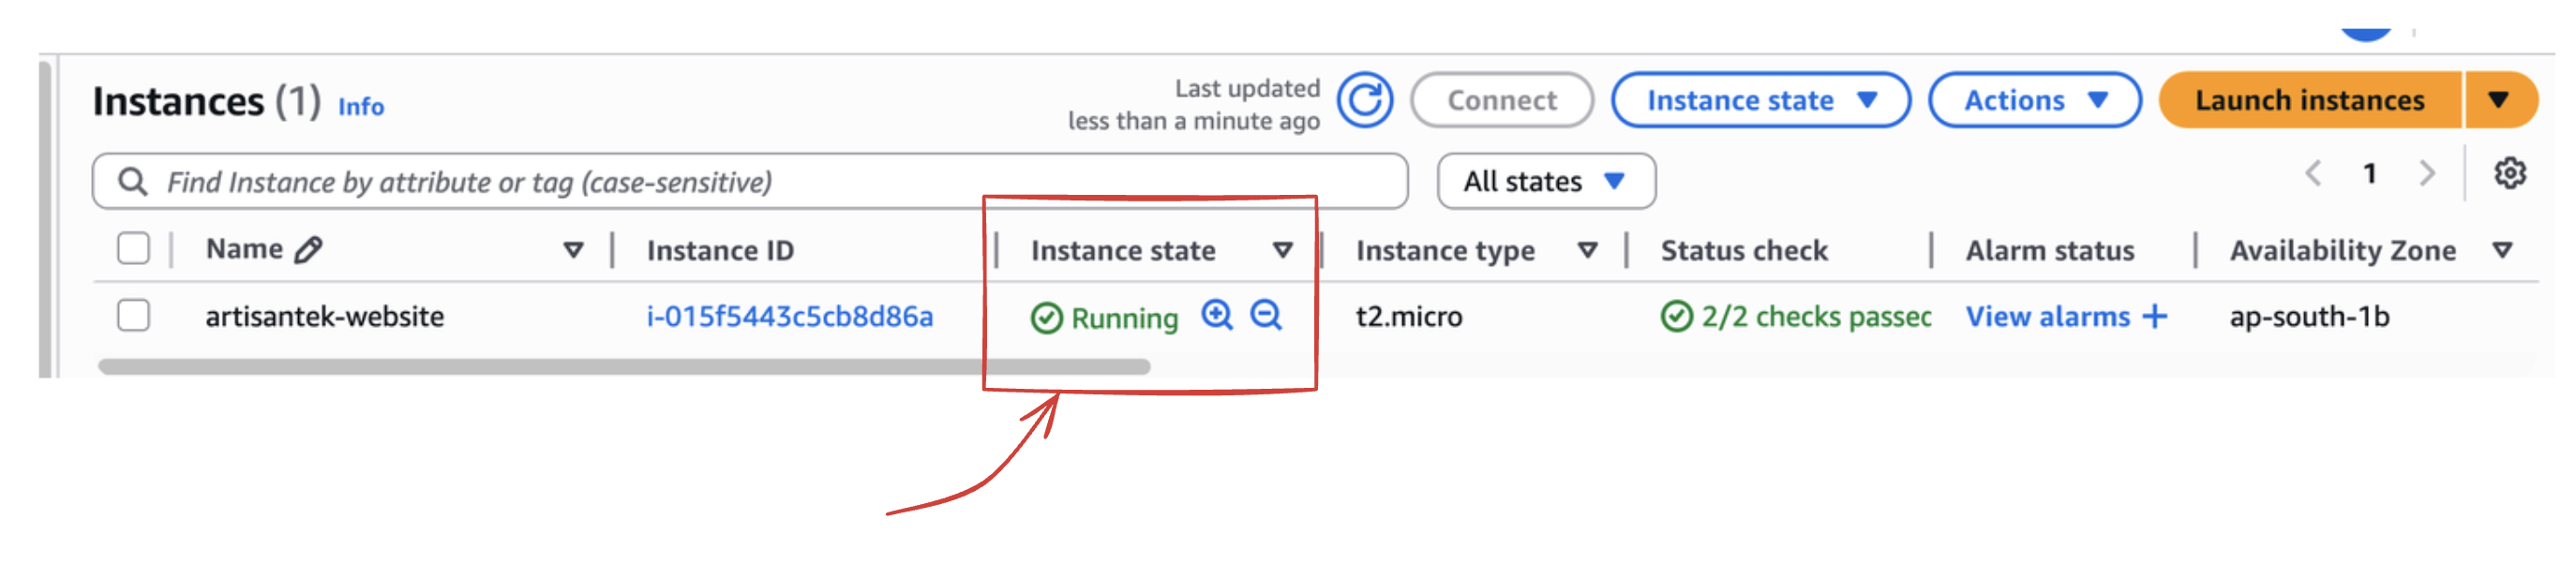 Instances (1) Info
Last updated
less than a minute ago
Connect
Instance state
Actions
Launch instances
Find Instance by attribute or tag (case-sensitive)
All states
1
Name Instance ID Instance state Instance type Status check Alarm status Availability Zone
artisantek-website i-015f5443c5cb8d86a Running t2.micro 2/2 checks passec View alarms + ap-south-1b